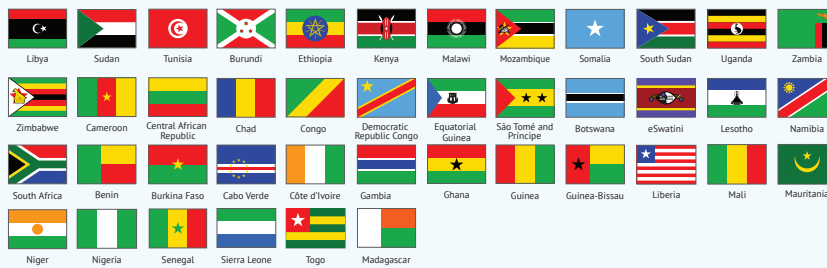 Libya Sudan Tunisia Burundi Ethiopia Kenya Malawi Mozambique Somalia South Sudan Uganda Zambia
Zimbabwe Cameroon Central African Republic Chad Congo Democratic Republic Congo Equatorial Guinea São Tomé and Príncipe Botswana eSwatini Lesotho Namibia
South Africa Benin Burkina Faso Cabo Verde Côte d'Ivoire Gambia Ghana Guinea Guinea-Bissau Liberia Mali Mauritania
Niger Nigeria Senegal Sierra Leone Togo Madagascar